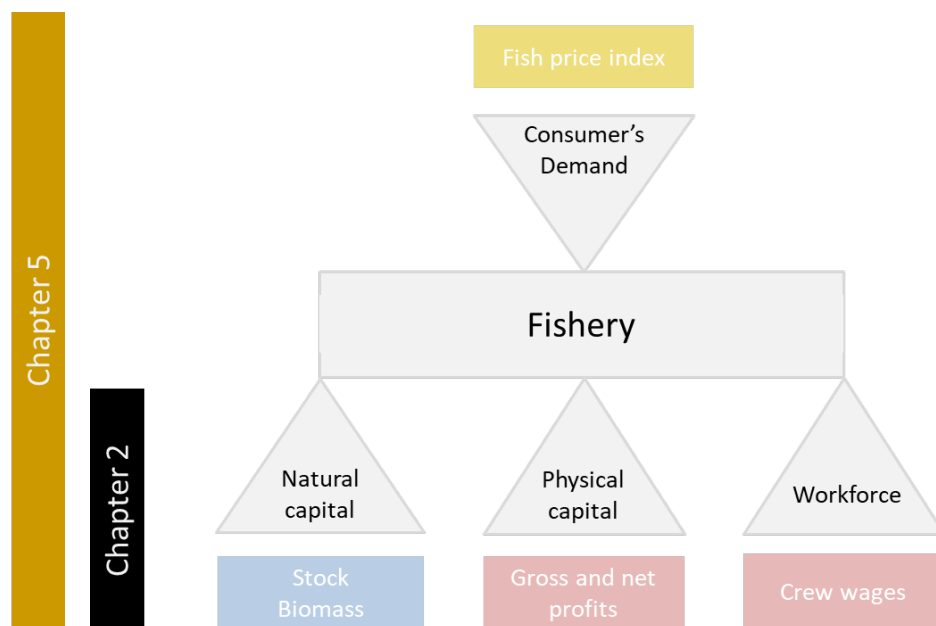 Fish price index
Consumer’s
Demand
Chapter 5
Fishery
Chapter 2
Natural
capital
Physical
capital
Workforce
Stock
Biomass
Gross and net
profits
Crew wages